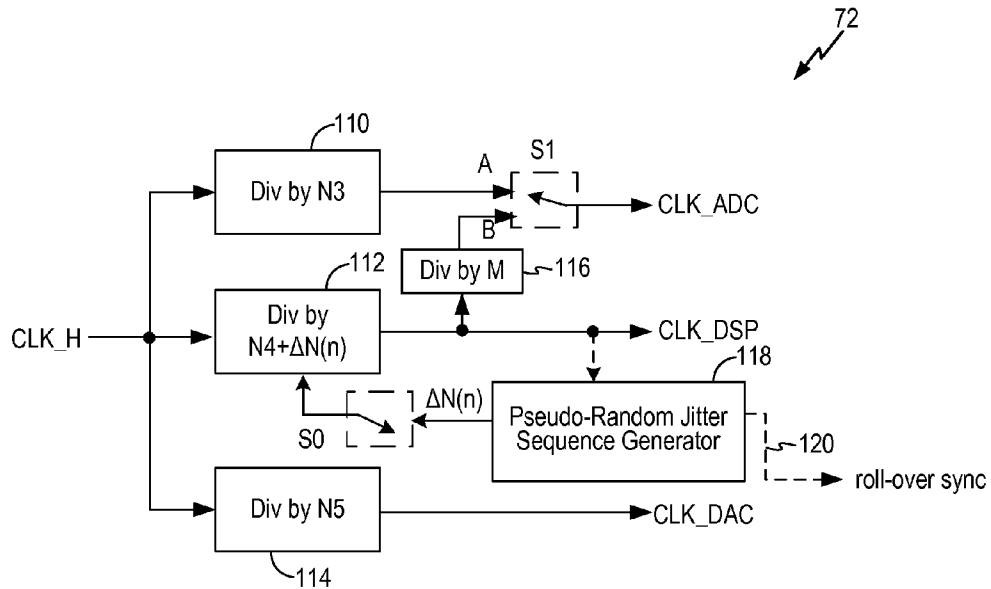 72
110
S1
A
Div by N3
CLK_ADC
B
112
Div by M
116
Div by
N4+ΔN(n)
CLK_H
CLK_DSP
118
ΔN(n)
Pseudo-Random Jitter
Sequence Generator
S0
120
roll-over sync
Div by N5
CLK_DAC
114